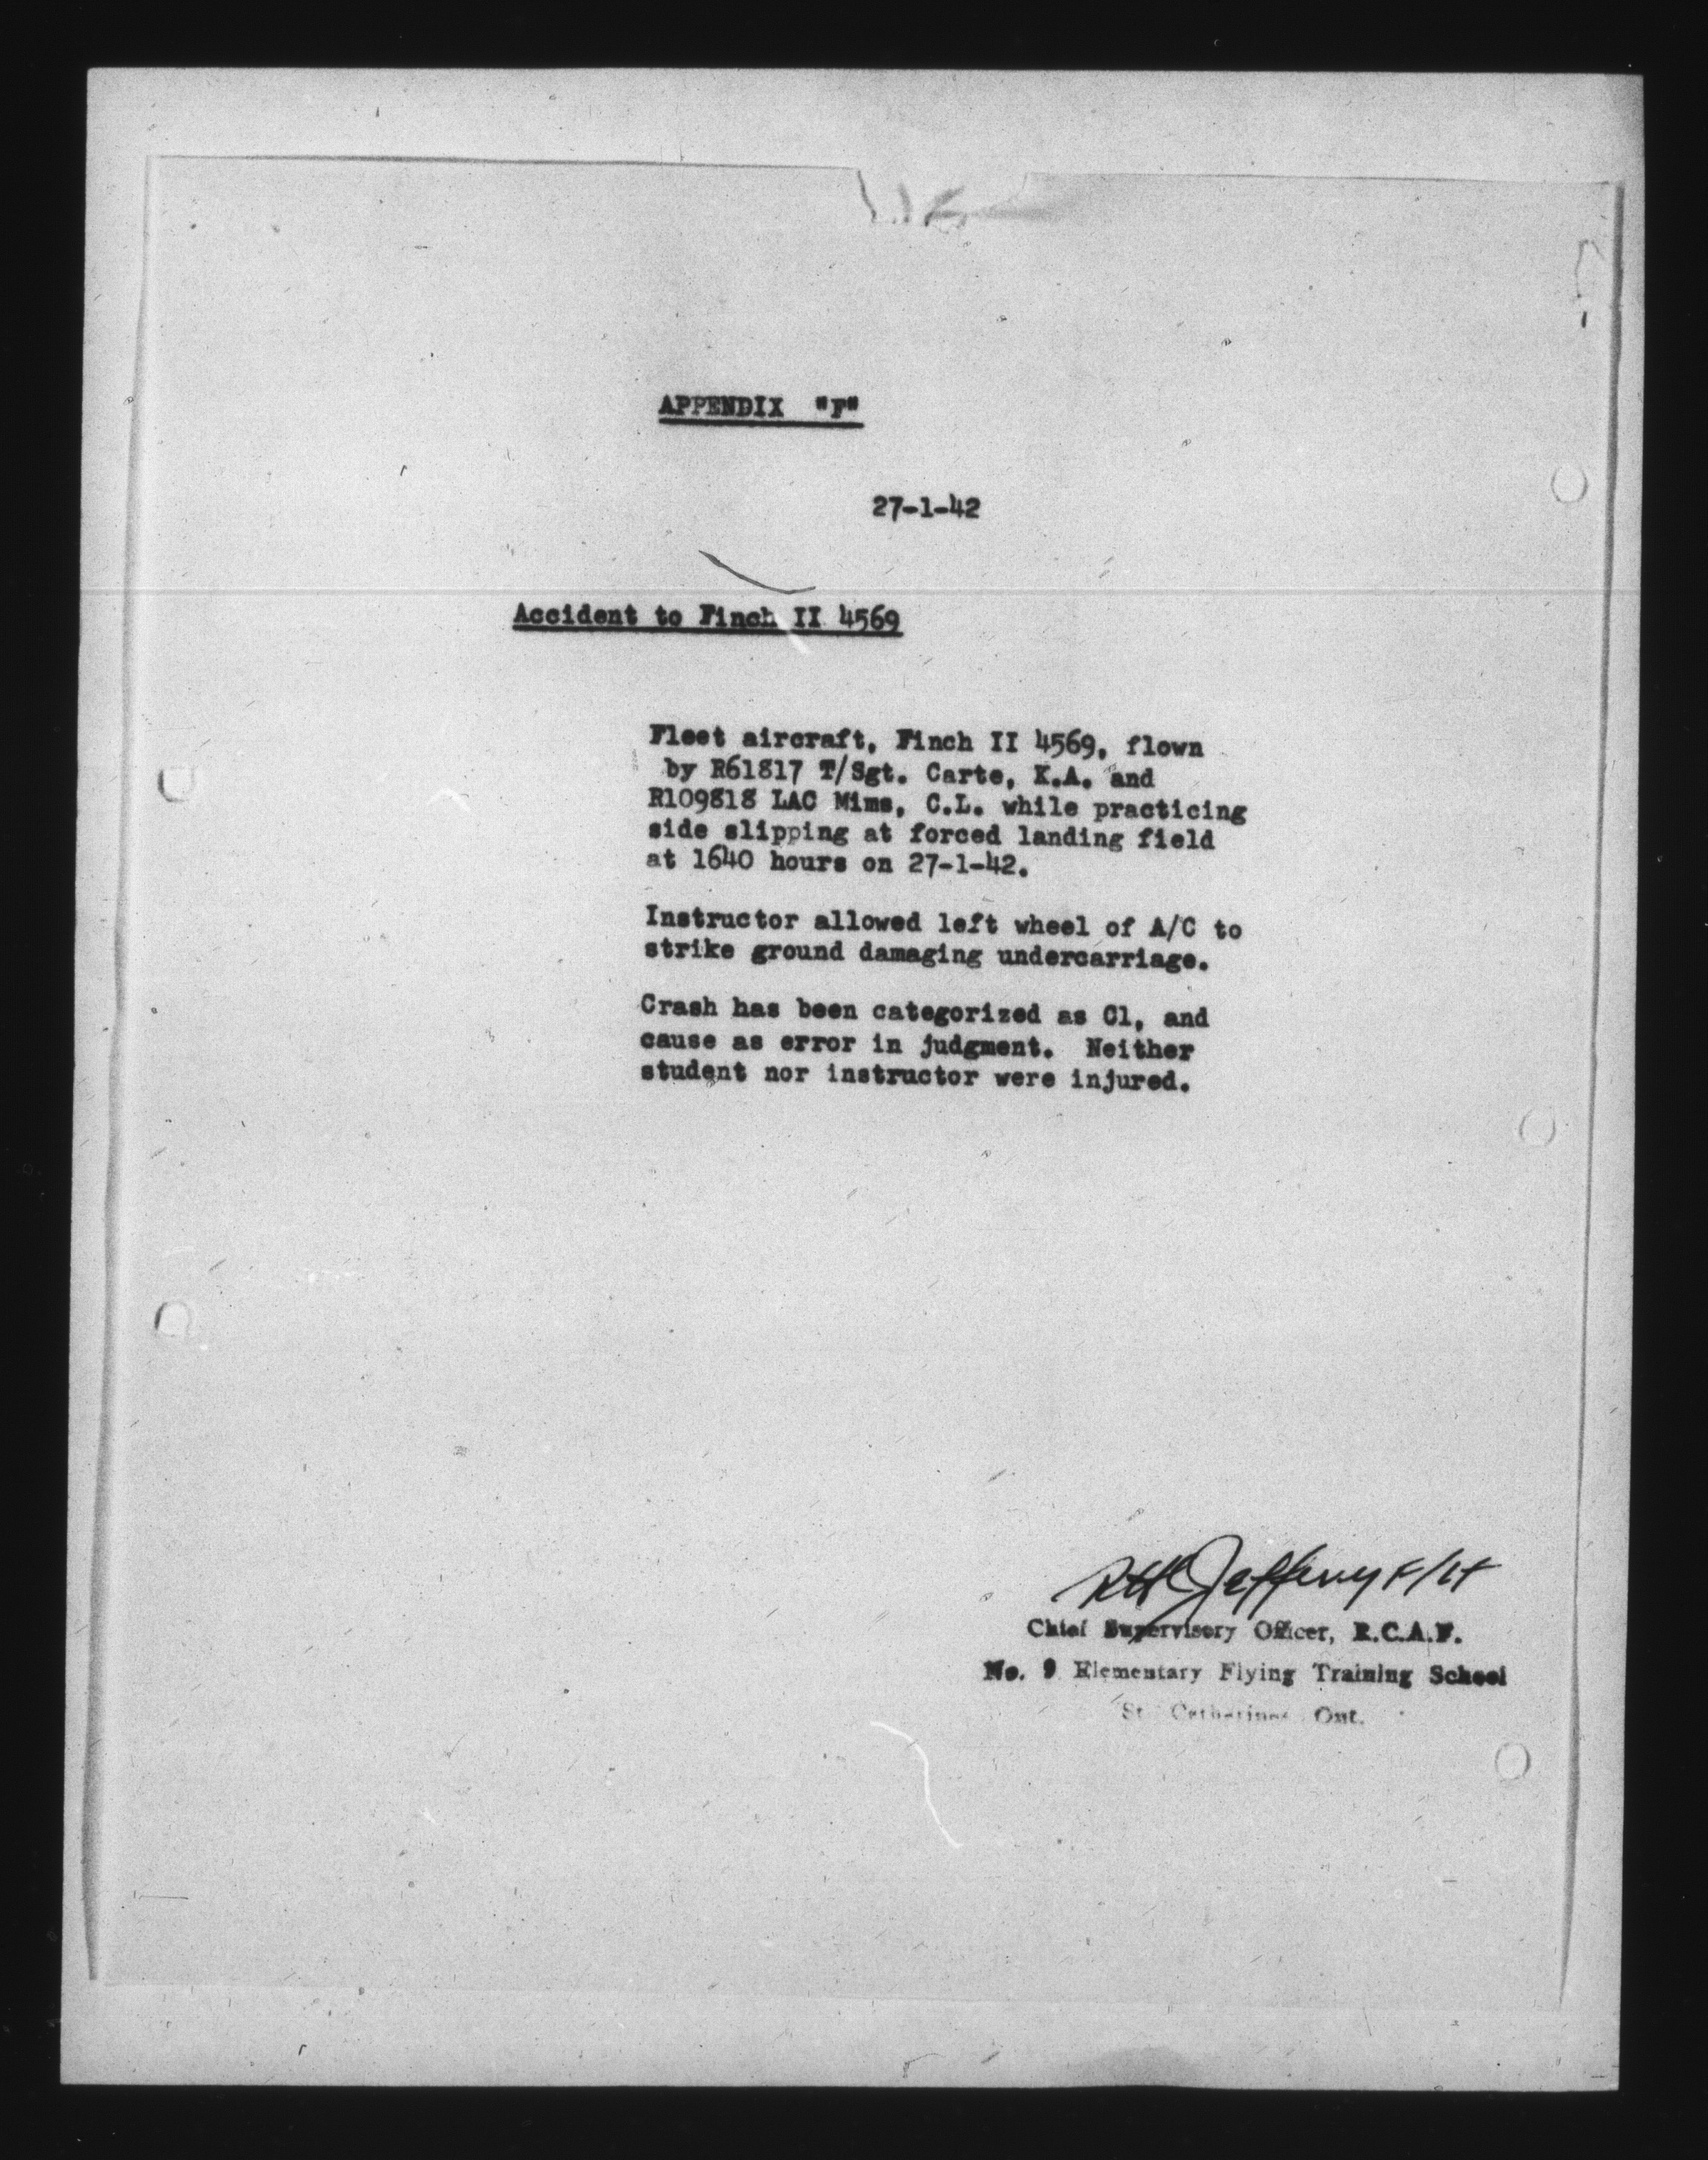 APPENDIX "F"
27-1-42
Accident to Finch II 4569
Fleet aircraft, Finch II 4569, flown
by R61817 T/Sgt. Carte, K.A. and
R109818 LAC Mims, C.L. while practicing
side slipping at forced landing field
at 1640 hours on 27-1-42.
Instructor allowed left wheel of A/C to
strike ground damaging undercarriage.
Crash has been categorized as C1, and
cause as error in judgment. Neither
student nor instructor were injured.
Jeffery F/Lt
Chief Supervisory Officer, R.C.A.F.
No. 9 Elementary Flying Training School
St. Catharines Ont.